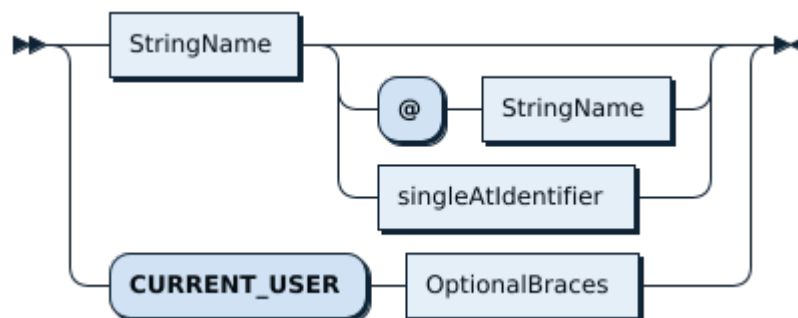 StringName
@ StringName
singleAtIdentifier
CURRENT_USER OptionalBraces